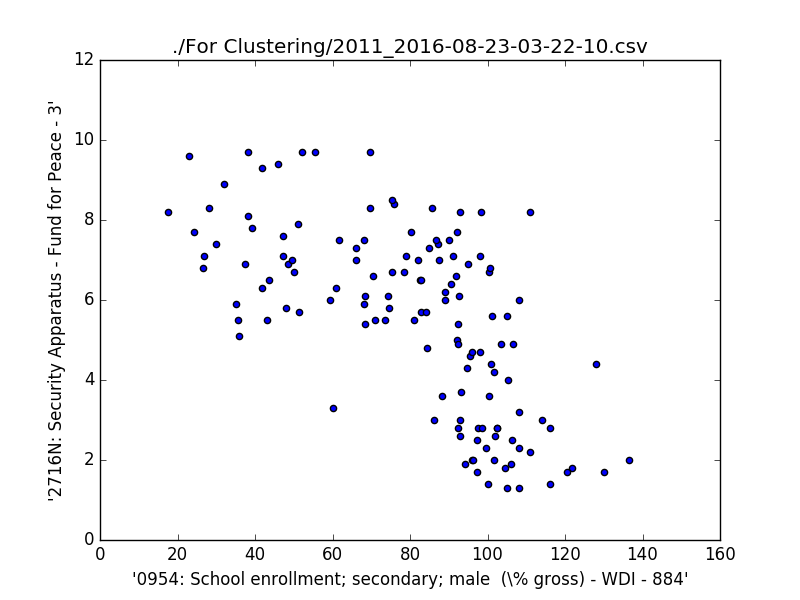 ./For Clustering/2011_2016-08-23-03-22-10.csv
12
10
8
6
4
2
0
'2716N: Security Apparatus - Fund for Peace - 3'
0 20 40 60 80 100 120 140 160
'0954: School enrollment; secondary; male  (\% gross) - WDI - 884'